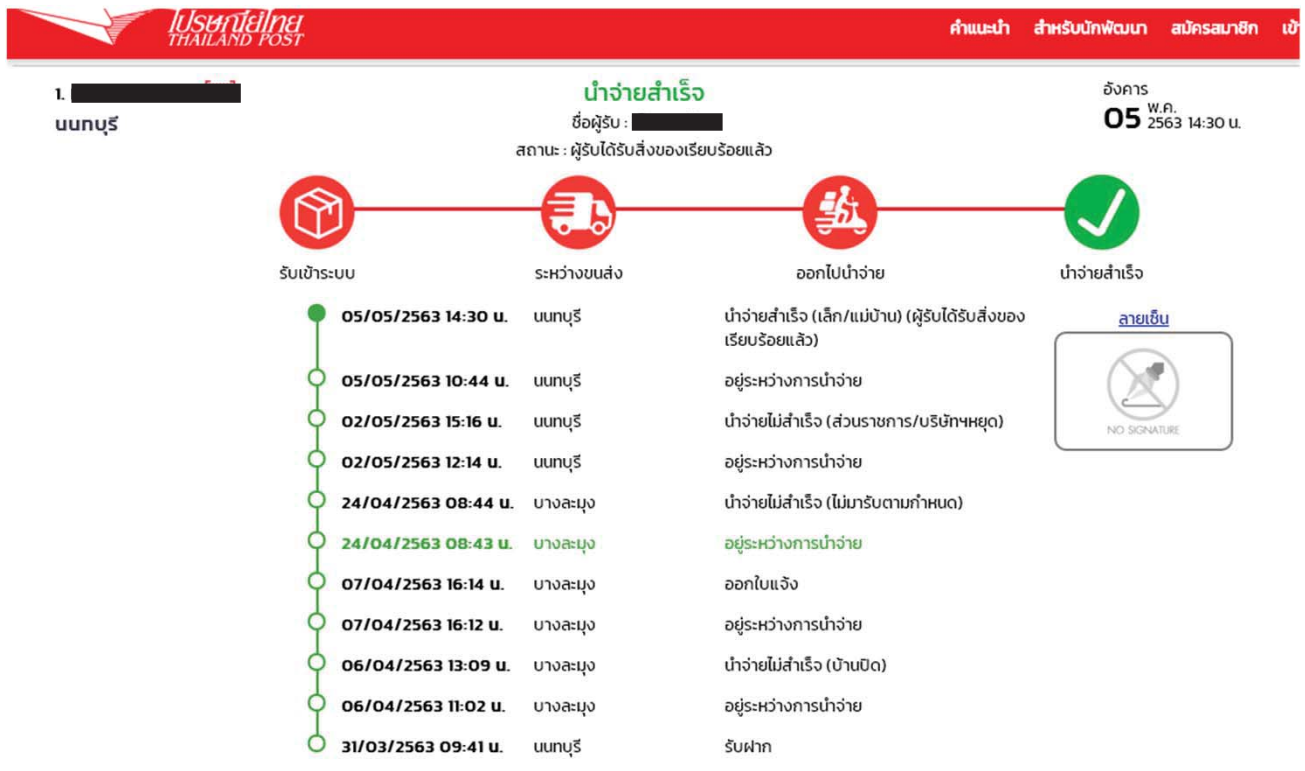 ไปรษณีย์ไทย
THAILAND POST
คำแนะนำ สำหรับนักพัฒนา สมัครสมาชิก
1.
นนทบุรี
นำจ่ายสำเร็จ
ชื่อผู้รับ :
สถานะ : ผู้รับได้รับสิ่งของเรียบร้อยแล้ว
อังคาร
05 พ.ค.
2563 14:30 น.
รับเข้าระบบ ระหว่างขนส่ง ออกไปนำจ่าย นำจ่ายสำเร็จ
05/05/2563 14:30 น. นนทบุรี นำจ่ายสำเร็จ (เล็ก/แม่บ้าน) (ผู้รับได้รับสิ่งของ
เรียบร้อยแล้ว)
ลายเซ็น
NO SIGNATURE
05/05/2563 10:44 น. นนทบุรี อยู่ระหว่างการนำจ่าย
02/05/2563 15:16 น. นนทบุรี นำจ่ายไม่สำเร็จ (ส่วนราชการ/บริษัทฯหยุด)
02/05/2563 12:14 น. นนทบุรี อยู่ระหว่างการนำจ่าย
24/04/2563 08:44 น. บางละมุง นำจ่ายไม่สำเร็จ (ไม่มารับตามกำหนด)
24/04/2563 08:43 น. บางละมุง อยู่ระหว่างการนำจ่าย
07/04/2563 16:14 น. บางละมุง ออกใบแจ้ง
07/04/2563 16:12 น. บางละมุง อยู่ระหว่างการนำจ่าย
06/04/2563 13:09 น. บางละมุง นำจ่ายไม่สำเร็จ (บ้านปิด)
06/04/2563 11:02 น. บางละมุง อยู่ระหว่างการนำจ่าย
31/03/2563 09:41 น. นนทบุรี รับฝาก